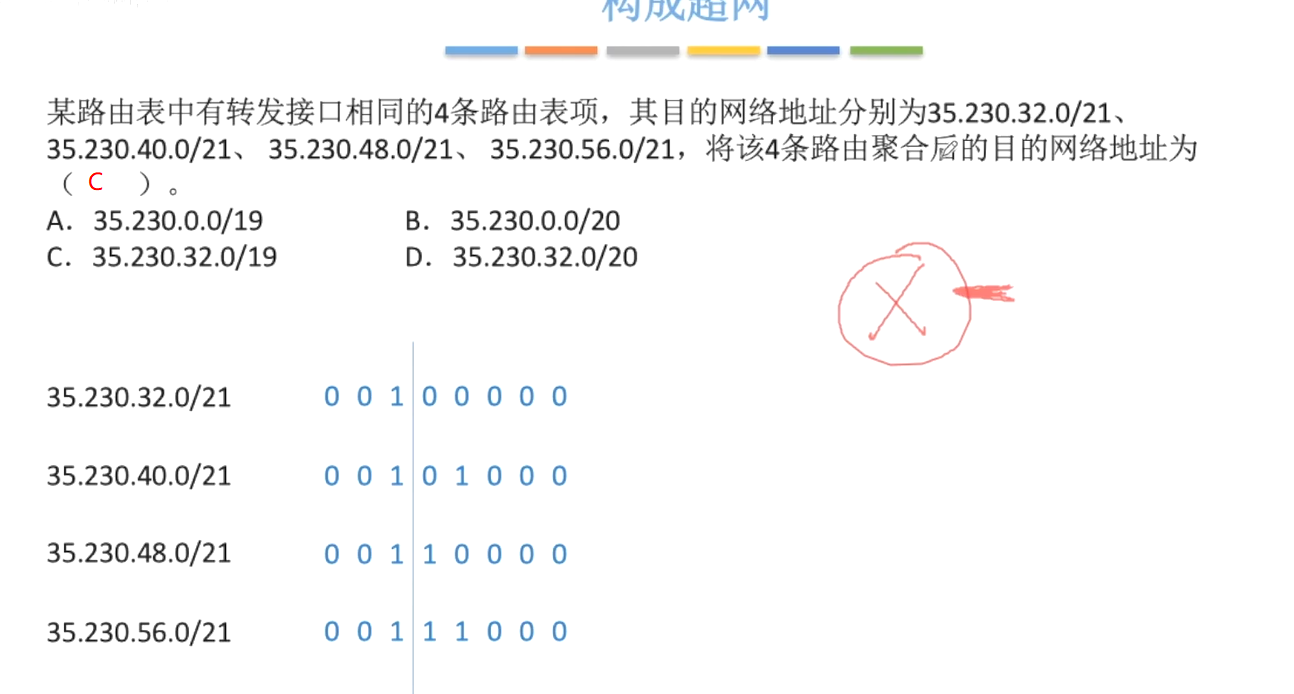 构成超网
某路由表中有转发接口相同的4条路由表项，其目的网络地址分别为35.230.32.0/21、
35.230.40.0/21、 35.230.48.0/21、 35.230.56.0/21，将该4条路由聚合后的目的网络地址为
（ C ）。
A. 35.230.0.0/19 B. 35.230.0.0/20
C. 35.230.32.0/19 D. 35.230.32.0/20
35.230.32.0/21 0 0 1 0 0 0 0 0
35.230.40.0/21 0 0 1 0 1 0 0 0
35.230.48.0/21 0 0 1 1 0 0 0 0
35.230.56.0/21 0 0 1 1 1 0 0 0